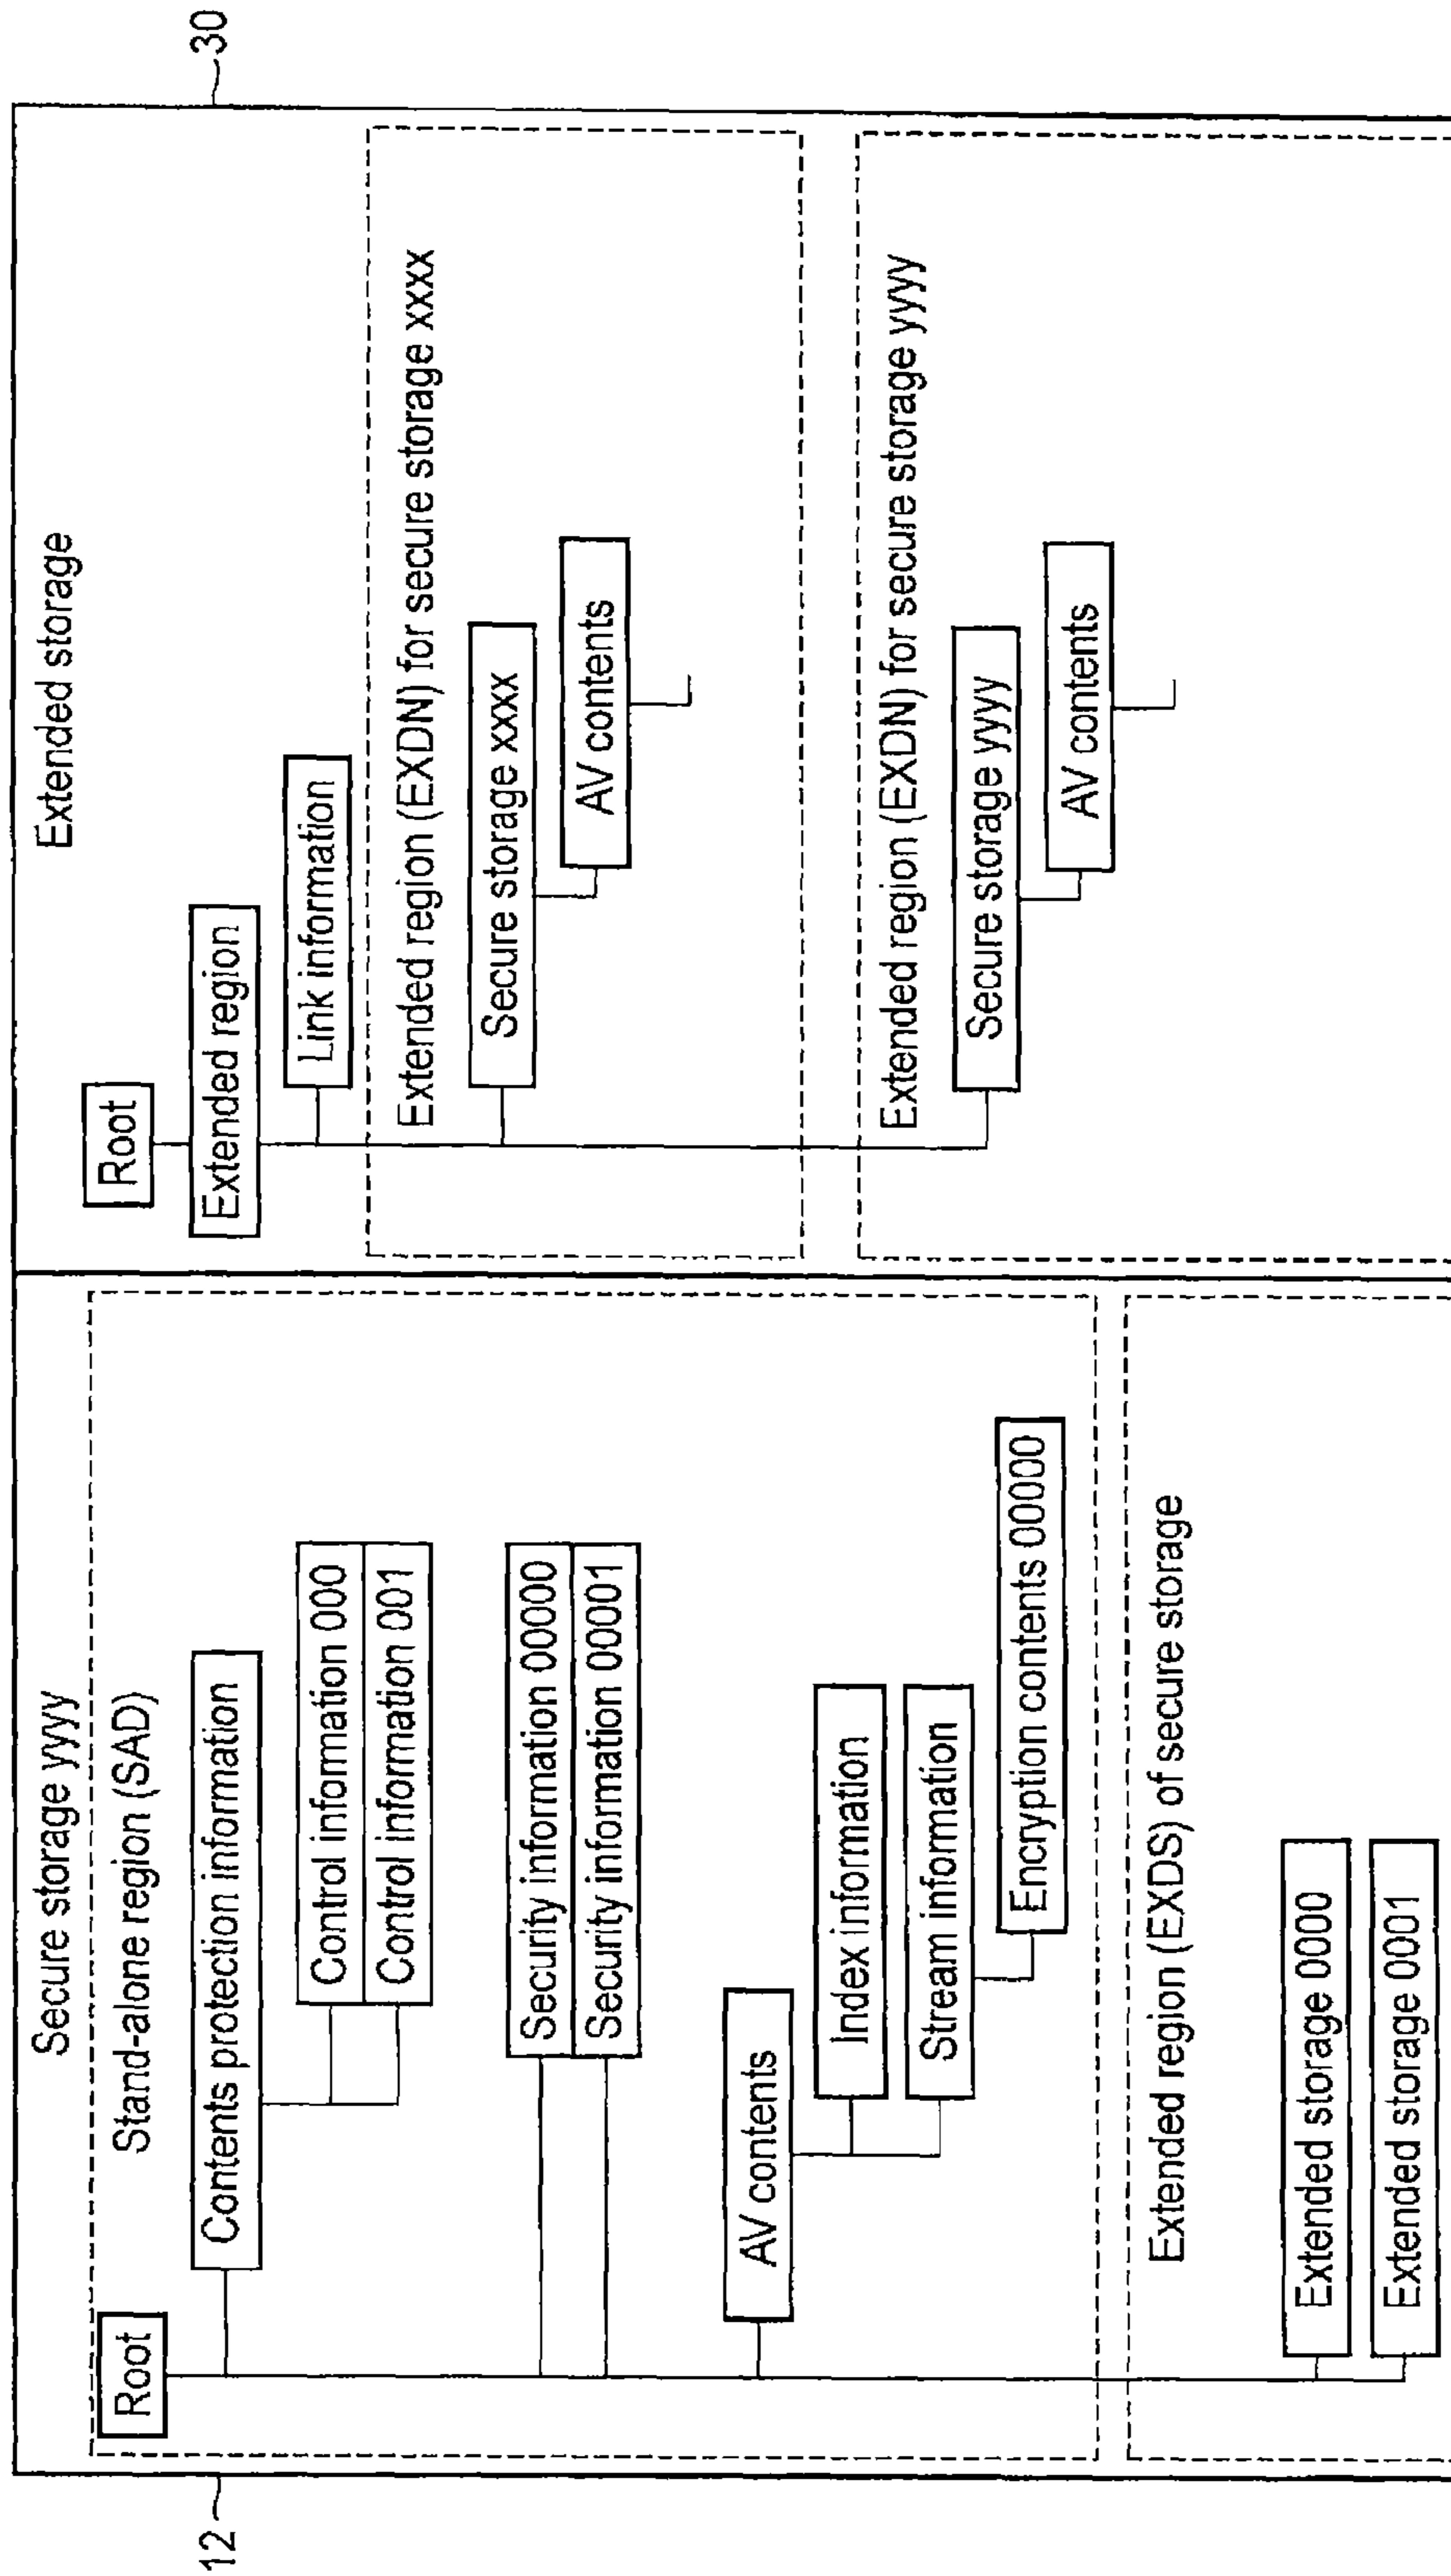 12
Secure storage yyyy
Stand-alone region (SAD)
Root
Contents protection information
Control information 000
Control information 001
Security information 00000
Security information 00001
AV contents
Index information
Stream information
Encryption contents 00000
Extended region (EXDS) of secure storage
Extended storage 0000
Extended storage 0001
30
Extended storage
Root
Extended region
Link information
Extended region (EXDN) for secure storage xxxx
Secure storage xxxx
AV contents
Extended region (EXDN) for secure storage yyyy
Secure storage yyyy
AV contents